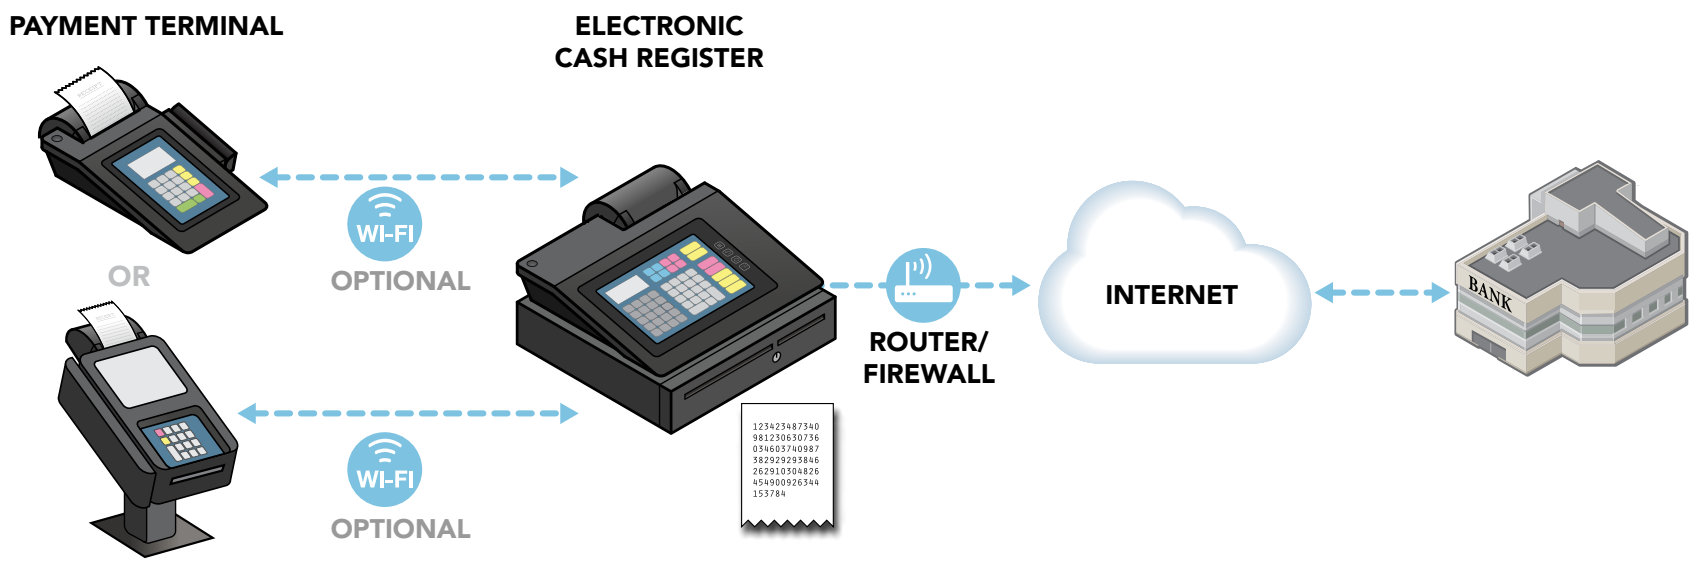 PAYMENT TERMINAL
ELECTRONIC
CASH REGISTER
RECEIPT
WI-FI
OPTIONAL
OR
INTERNET
BANK
ROUTER/
FIREWALL
123423487340
981230630736
034603740987
382929293846
262910304826
454900926344
153784
WI-FI
OPTIONAL